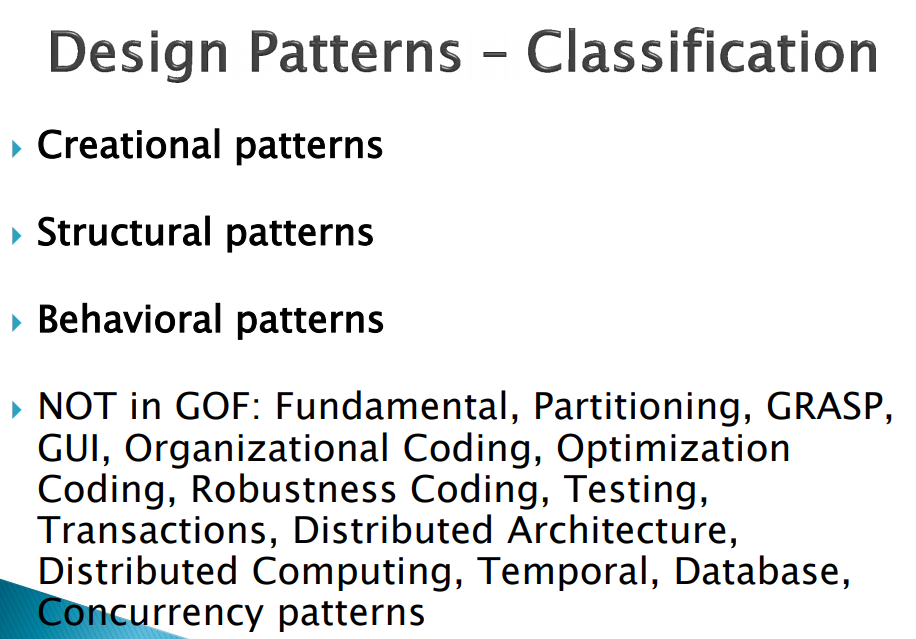 Design Patterns – Classification
Creational patterns
Structural patterns
Behavioral patterns
NOT in GOF: Fundamental, Partitioning, GRASP,
GUI, Organizational Coding, Optimization
Coding, Robustness Coding, Testing,
Transactions, Distributed Architecture,
Distributed Computing, Temporal, Database,
Concurrency patterns